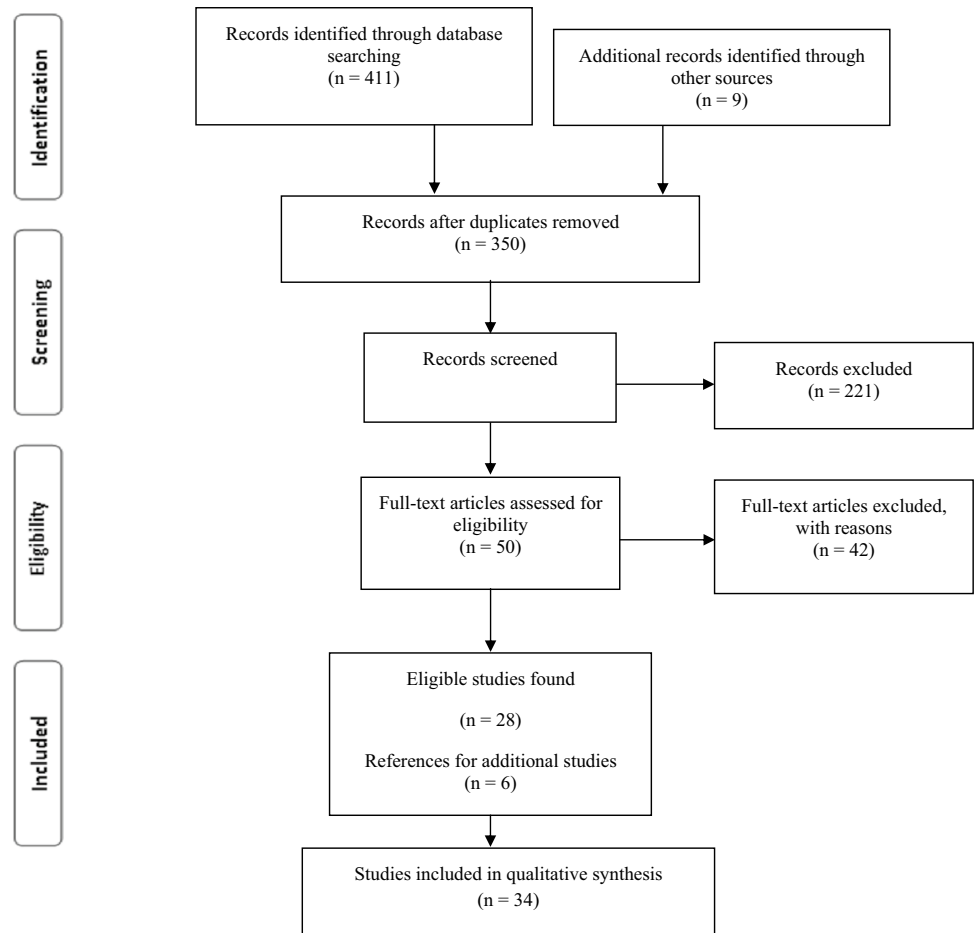 Identification
Records identified through database
searching
(n = 411)
Additional records identified through
other sources
(n = 9)
Records after duplicates removed
(n = 350)
Screening
Records screened
Records excluded
(n = 221)
Eligibility
Full-text articles assessed for
eligibility
(n = 50)
Full-text articles excluded,
with reasons
(n = 42)
Included
Eligible studies found
(n = 28)
References for additional studies
(n = 6)
Studies included in qualitative synthesis
(n = 34)